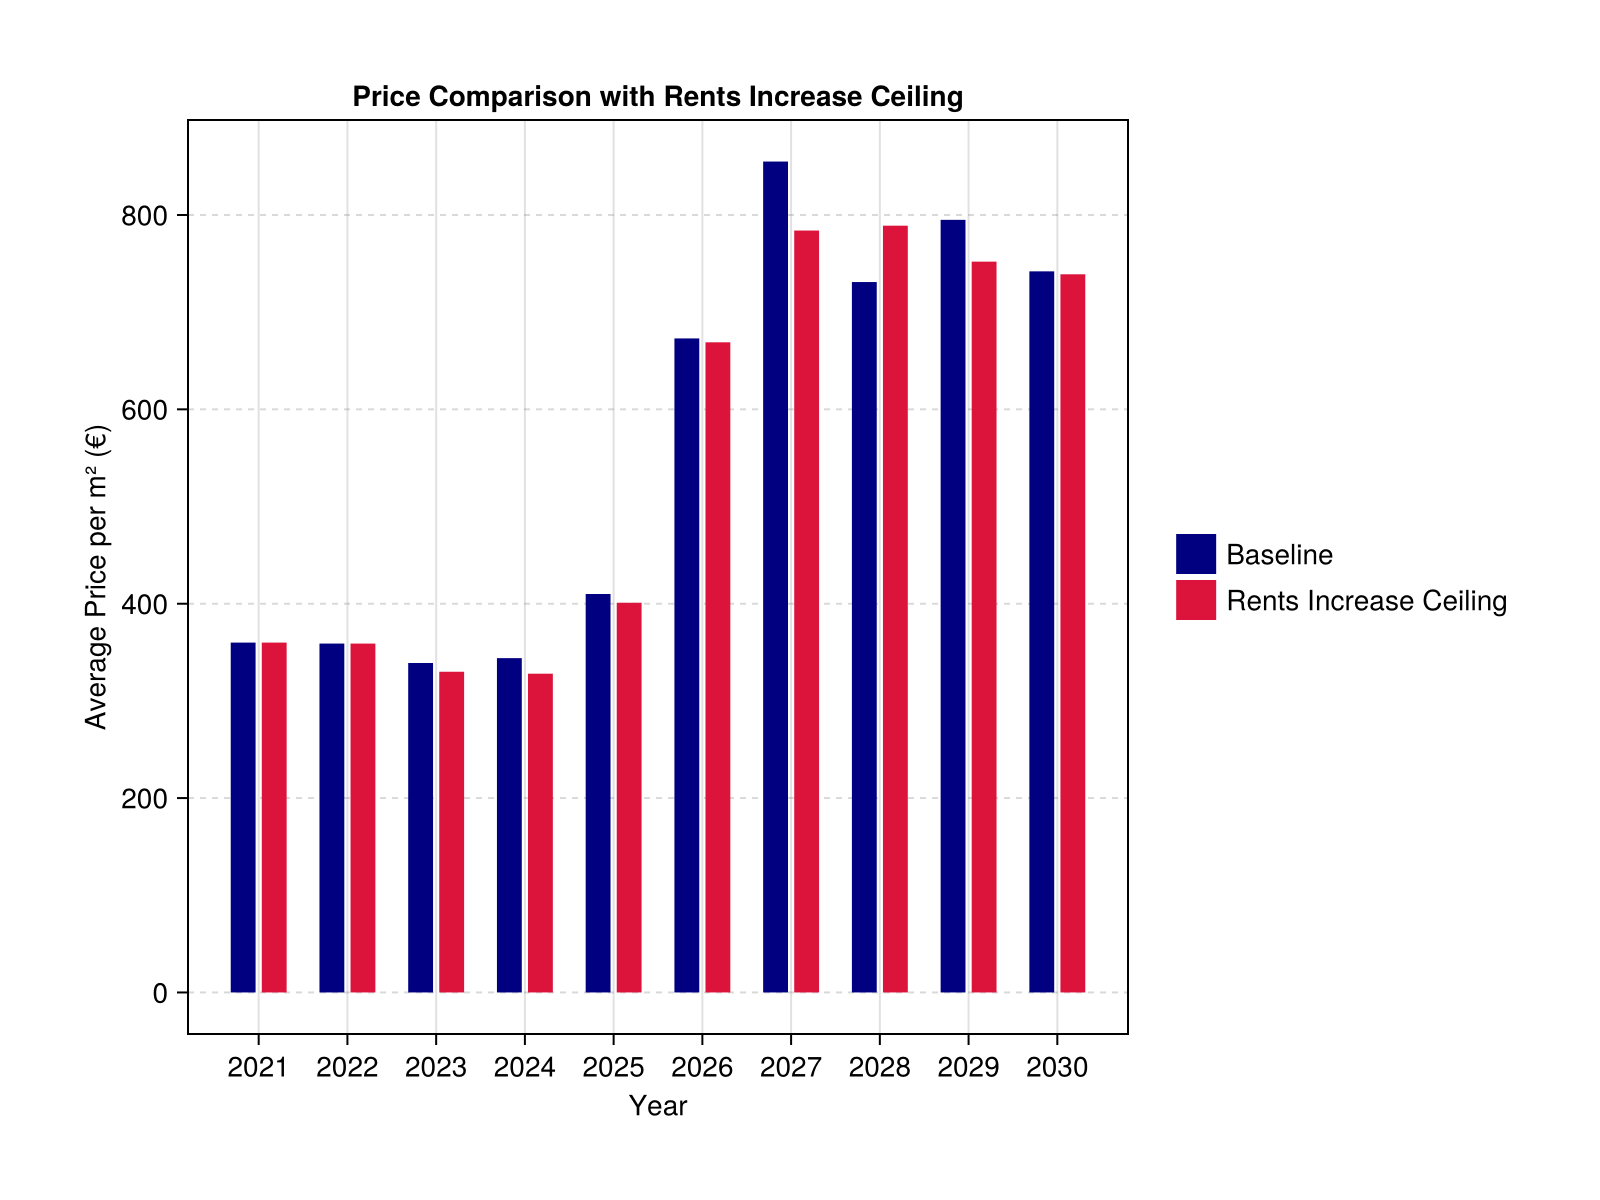 Price Comparison with Rents Increase Ceiling
Average Price per m² (€)
800
600
400
200
0
2021 2022 2023 2024 2025 2026 2027 2028 2029 2030
Year
Baseline
Rents Increase Ceiling